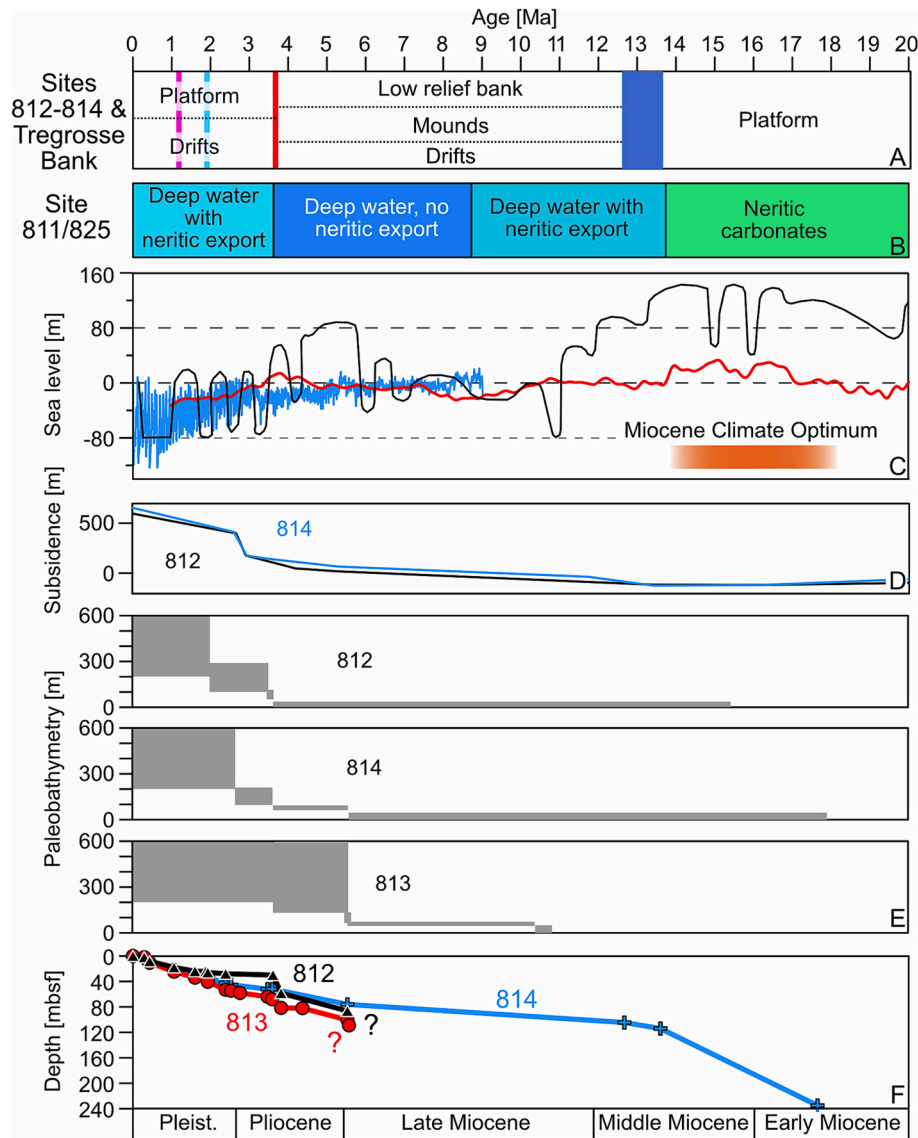 Age [Ma]
0 1 2 3 4 5 6 7 8 9 10 11 12 13 14 15 16 17 18 19 20
Sites
812-814 &
Tregrosse
Bank
Platform
Drifts
Low relief bank
Mounds
Drifts
Platform
A
Site
811/825
Deep water
with
neritic export
Deep water, no
neritic export
Deep water with
neritic export
Neritic
carbonates
B
Sea level [m]
160
80
0
-80
Miocene Climate Optimum
C
Subsidence [m]
500
0
814
812
D
Paleobathymetry [m]
600
300
0
812
600
300
0
814
600
300
0
813
E
Depth [mbsf]
0
40
80
120
160
200
240
812
813
814
?
?
F
Pleist.
Pliocene
Late Miocene
Middle Miocene
Early Miocene